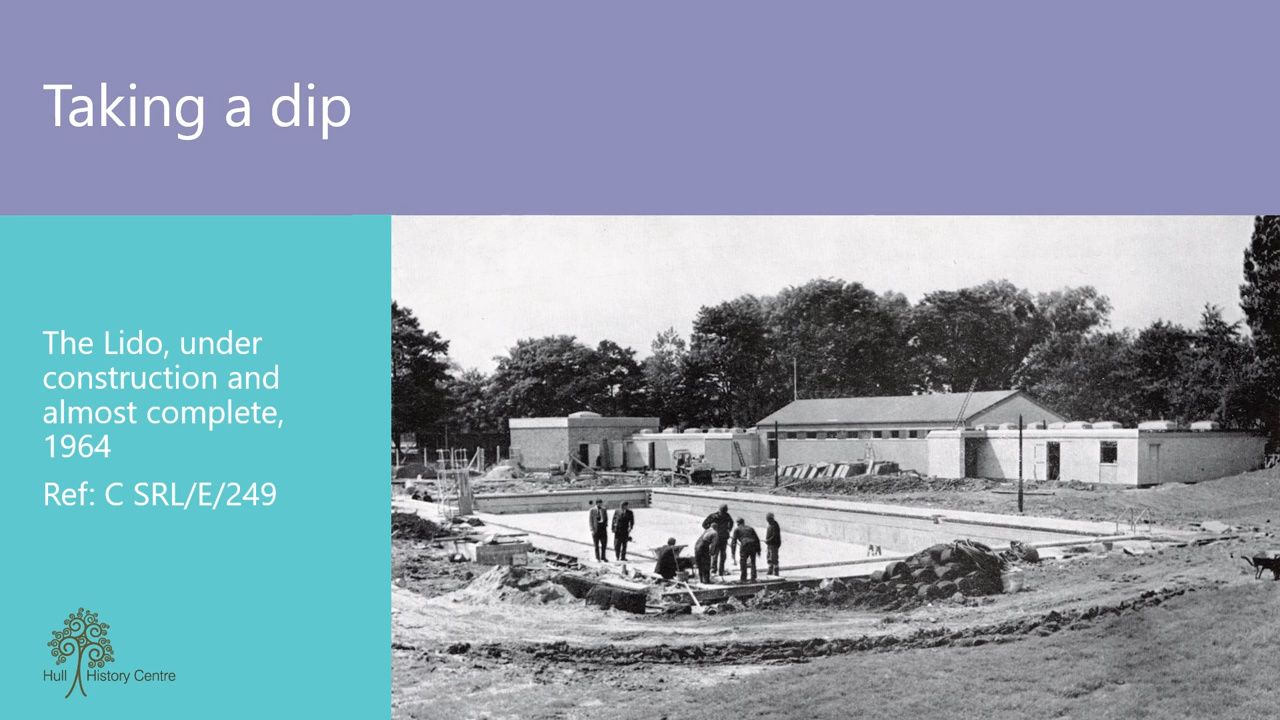 Taking a dip
The Lido, under
construction and
almost complete,
1964
Ref: C SRL/E/249
Hull History Centre